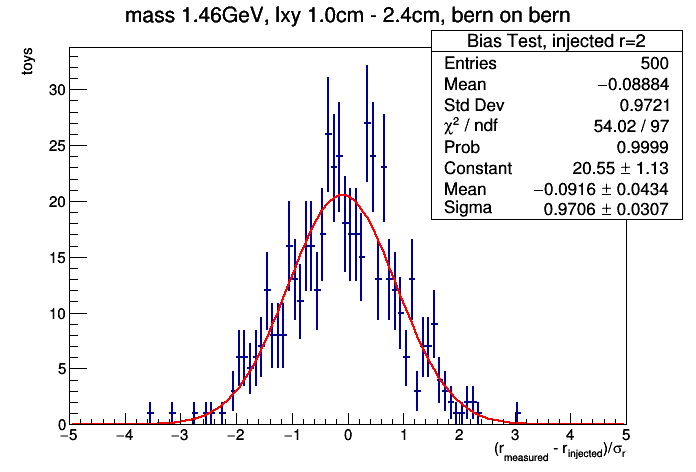 mass 1.46GeV, lxy 1.0cm - 2.4cm, bern on bern
toys
Bias Test, injected r=2
Entries 500
Mean −0.08884
Std Dev 0.9721
χ² / ndf 54.02 / 97
Prob 0.9999
Constant 20.55 ± 1.13
Mean −0.0916 ± 0.0434
Sigma 0.9706 ± 0.0307
30
25
20
15
10
5
0
−5 −4 −3 −2 −1 0 1 2 3 4 5
(r_measured - r_injected)/σ_r